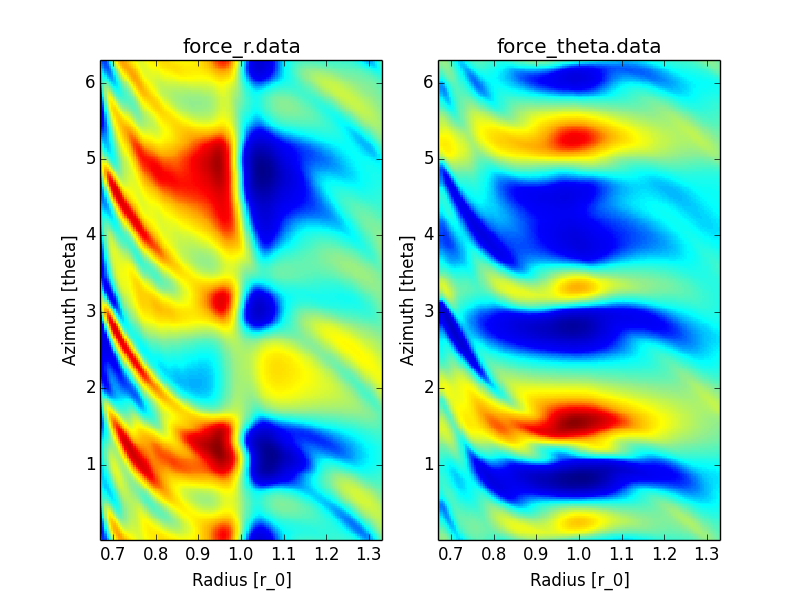 force_r.data
6
5
4
3
2
1
Azimuth [theta]
0.7 0.8 0.9 1.0 1.1 1.2 1.3
Radius [r_0]
force_theta.data
6
5
4
3
2
1
Azimuth [theta]
0.7 0.8 0.9 1.0 1.1 1.2 1.3
Radius [r_0]